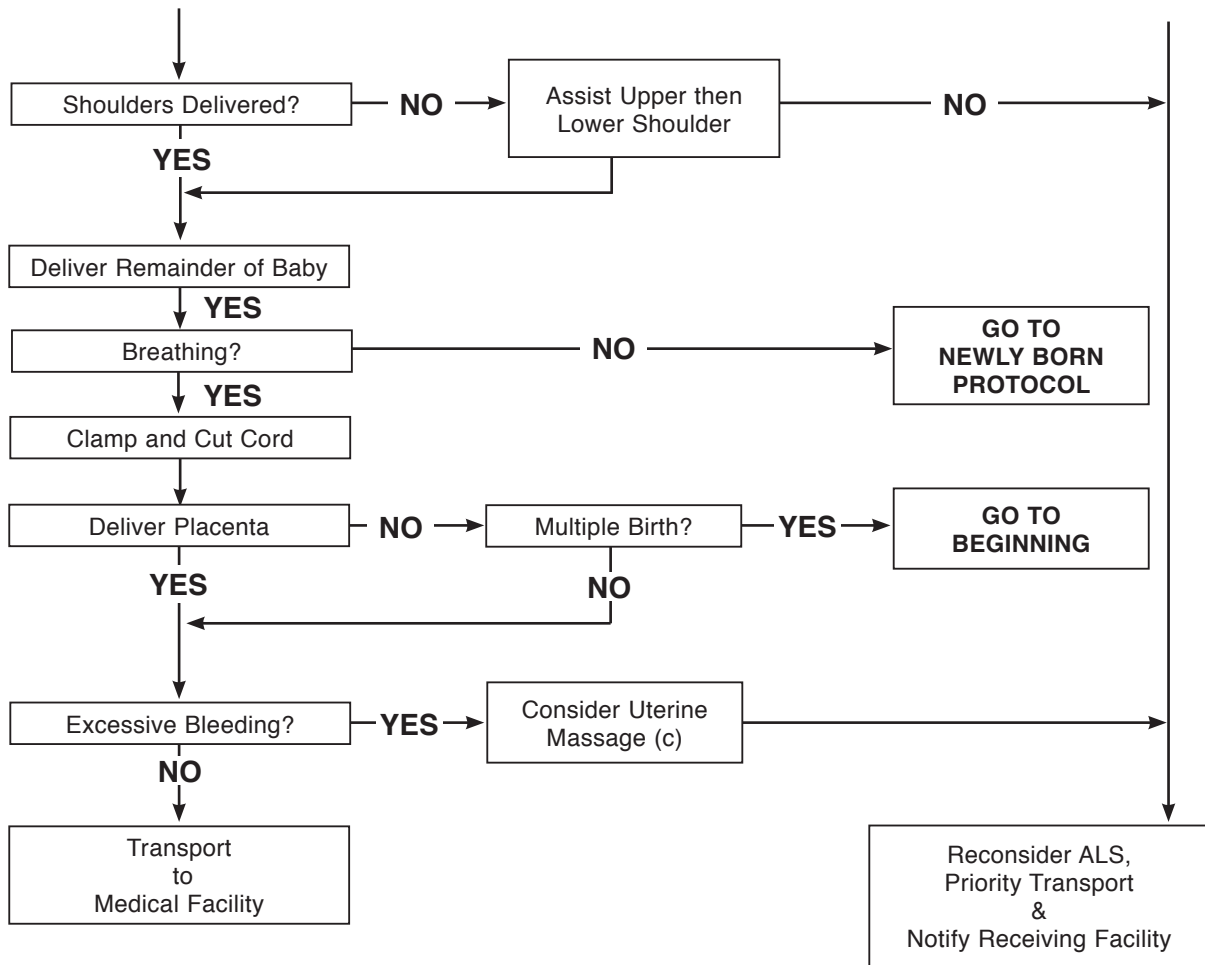 Shoulders Delivered?
NO
Assist Upper then
Lower Shoulder
NO
YES
Deliver Remainder of Baby
YES
Breathing?
NO
GO TO
NEWLY BORN
PROTOCOL
YES
Clamp and Cut Cord
Deliver Placenta
NO
Multiple Birth?
YES
GO TO
BEGINNING
YES
NO
Excessive Bleeding?
YES
Consider Uterine
Massage (c)
NO
Transport
to
Medical Facility
Reconsider ALS,
Priority Transport
&
Notify Receiving Facility